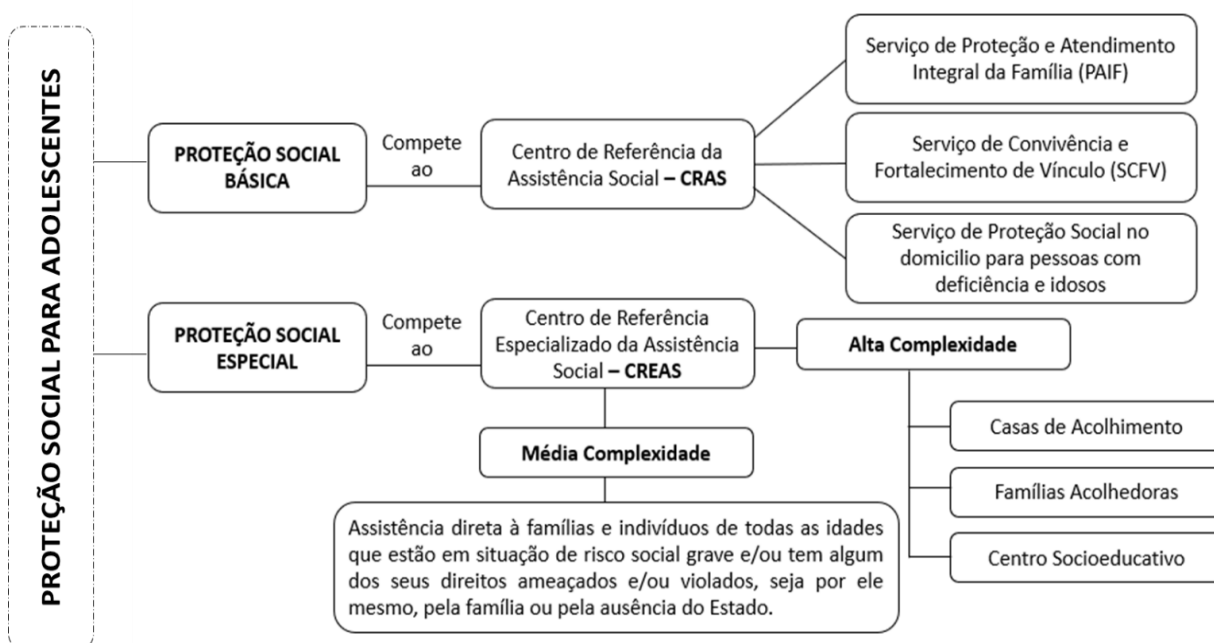 PROTEÇÃO SOCIAL PARA ADOLESCENTES
PROTEÇÃO SOCIAL
BÁSICA
Compete
ao
Centro de Referência da
Assistência Social – CRAS
Serviço de Proteção e Atendimento
Integral da Família (PAIF)
Serviço de Convivência e
Fortalecimento de Vínculo (SCFV)
Serviço de Proteção Social no
domicilio para pessoas com
deficiência e idosos
PROTEÇÃO SOCIAL
ESPECIAL
Compete
ao
Centro de Referência
Especializado da Assistência
Social – CREAS
Alta Complexidade
Casas de Acolhimento
Famílias Acolhedoras
Centro Socioeducativo
Média Complexidade
Assistência direta à famílias e indivíduos de todas as idades
que estão em situação de risco social grave e/ou tem algum
dos seus direitos ameaçados e/ou violados, seja por ele
mesmo, pela família ou pela ausência do Estado.